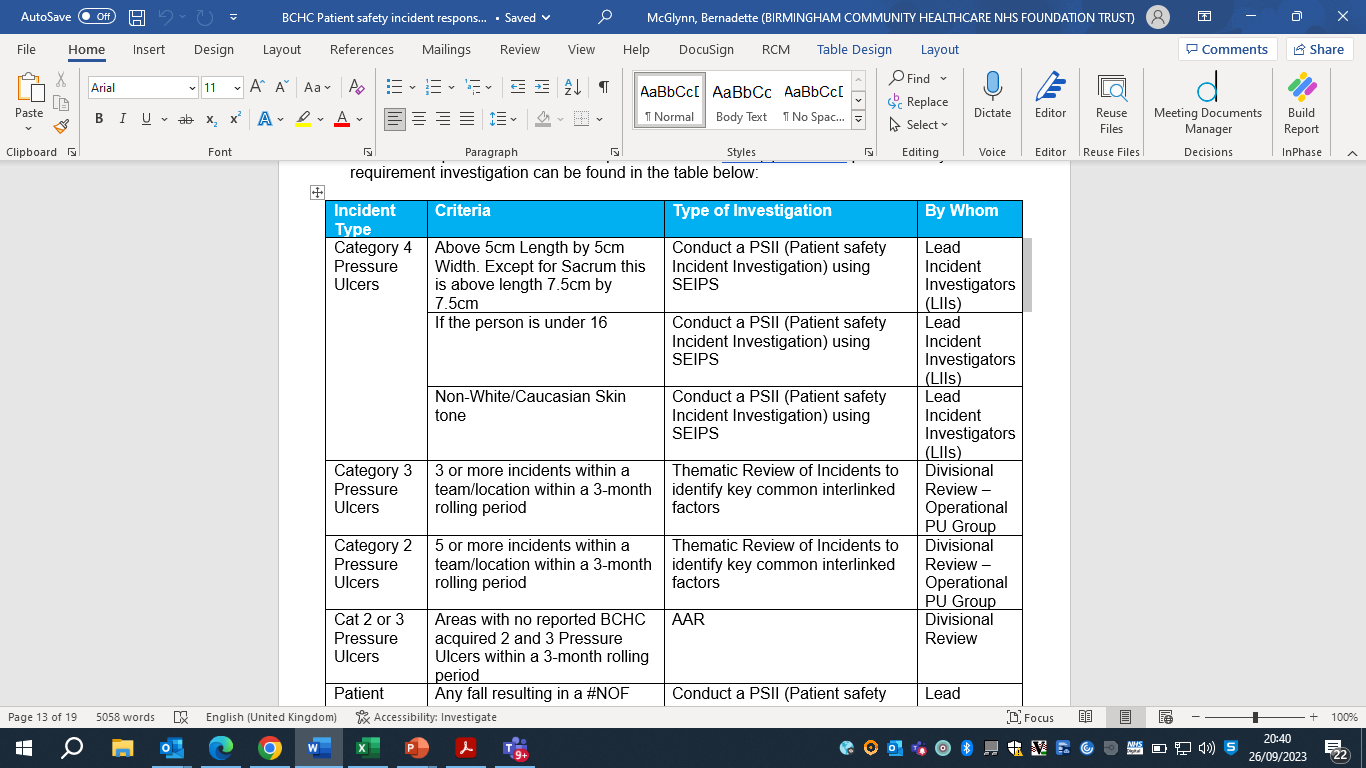 AutoSave Off BCHC Patient safety incident respons... • Saved McGlynn, Bernadette (BIRMINGHAM COMMUNITY HEALTHCARE NHS FOUNDATION TRUST)
File Home Insert Design Layout References Mailings Review View Help DocuSign RCM Table Design Layout Comments Share
Paste
Clipboard
Arial 11
Font
Paragraph
AaBbCcI AaBbCc AaBbCcI
¶ Normal Body Text ¶ No Spac...
Styles
Find
Replace
Select
Editing
Dictate
Voice
Editor
Editor
Reuse
Files
Reuse Files
Meeting Documents
Manager
Decisions
Build
Report
InPhase
requirement investigation can be found in the table below:
Incident
Type
Criteria
Type of Investigation
By Whom
Category 4
Pressure
Ulcers
Above 5cm Length by 5cm
Width. Except for Sacrum this
is above length 7.5cm by
7.5cm
Conduct a PSII (Patient safety
Incident Investigation) using
SEIPS
Lead
Incident
Investigators
(LIIs)
If the person is under 16
Conduct a PSII (Patient safety
Incident Investigation) using
SEIPS
Lead
Incident
Investigators
(LIIs)
Non-White/Caucasian Skin
tone
Conduct a PSII (Patient safety
Incident Investigation) using
SEIPS
Lead
Incident
Investigators
(LIIs)
Category 3
Pressure
Ulcers
3 or more incidents within a
team/location within a 3-month
rolling period
Thematic Review of Incidents to
identify key common interlinked
factors
Divisional
Review –
Operational
PU Group
Category 2
Pressure
Ulcers
5 or more incidents within a
team/location within a 3-month
rolling period
Thematic Review of Incidents to
identify key common interlinked
factors
Divisional
Review –
Operational
PU Group
Cat 2 or 3
Pressure
Ulcers
Areas with no reported BCHC
acquired 2 and 3 Pressure
Ulcers within a 3-month rolling
period
AAR
Divisional
Review
Patient
Any fall resulting in a #NOF
Conduct a PSII (Patient safety
Lead
Page 13 of 19 5058 words English (United Kingdom) Accessibility: Investigate Focus 100%
9+
20:40
26/09/2023
22